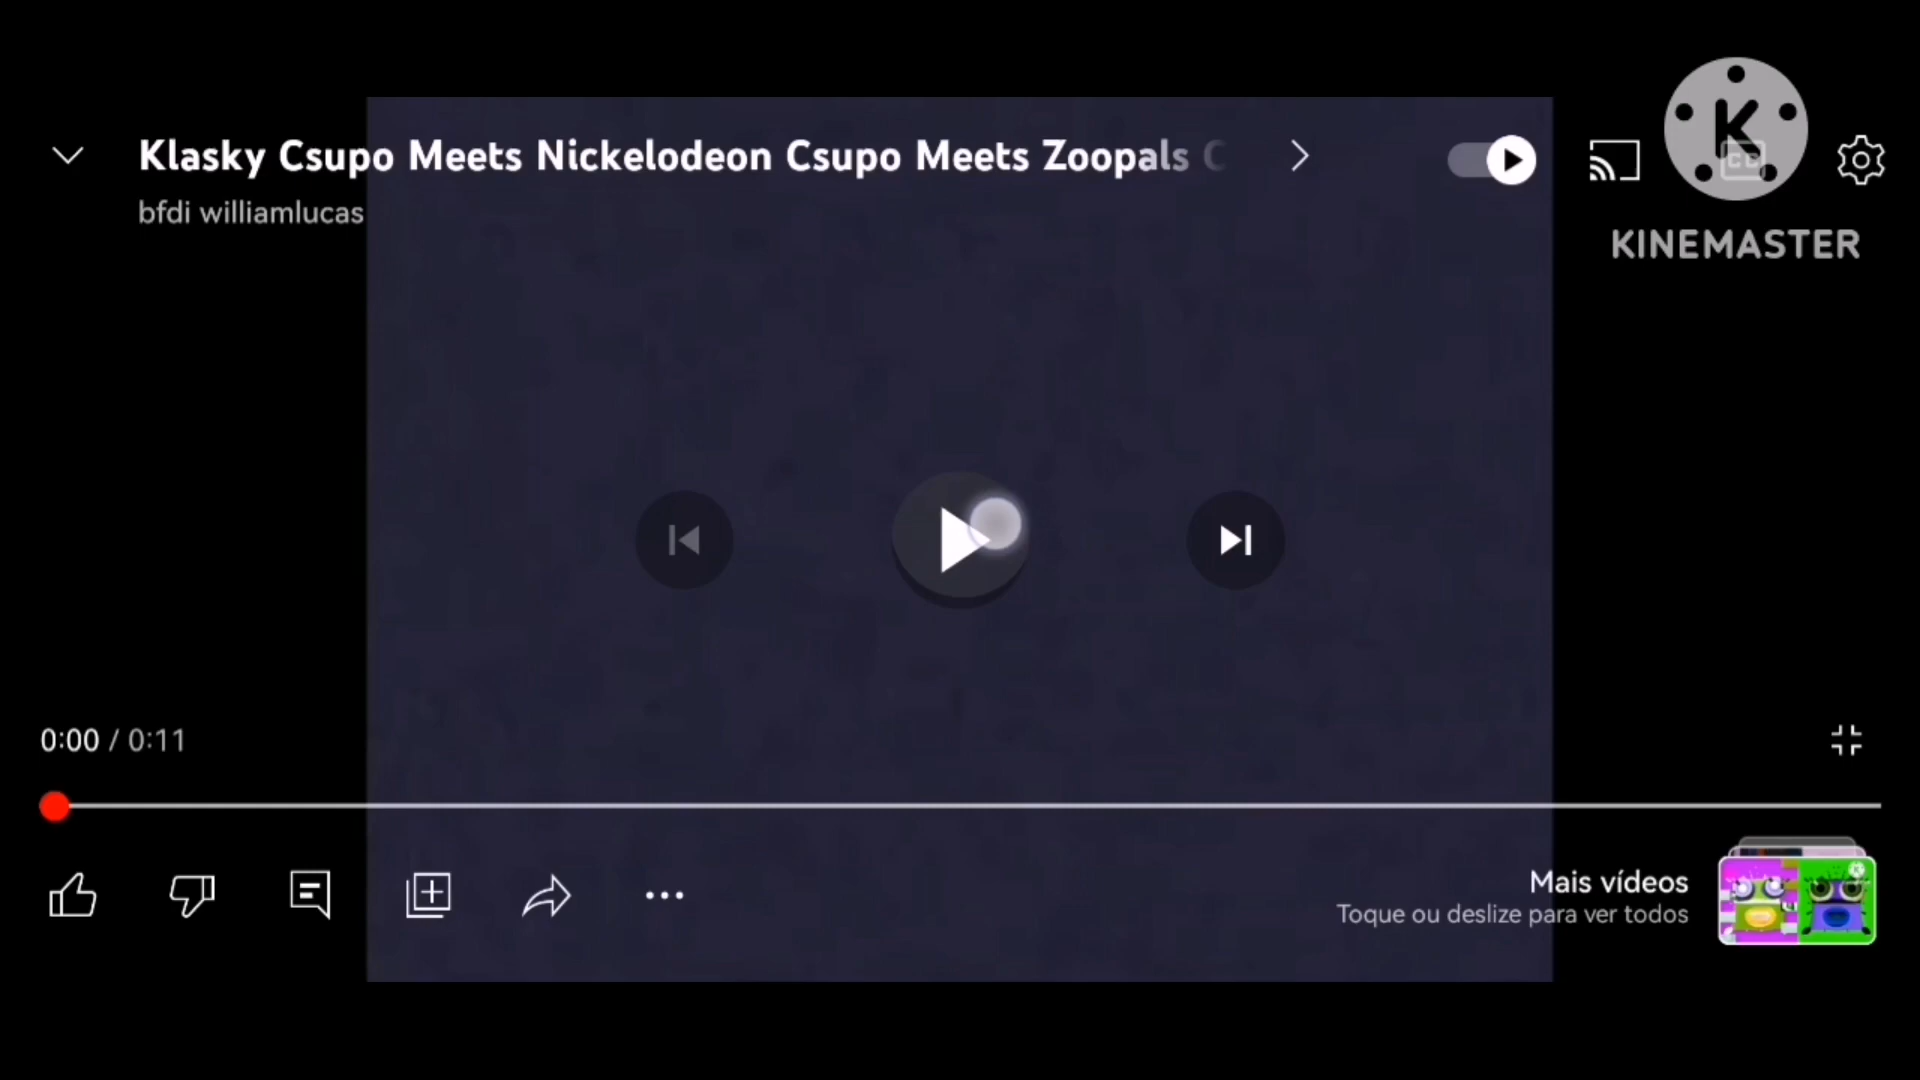 Klasky Csupo Meets Nickelodeon Csupo Meets Zoopals C
bfdi williamlucas
K
CC
KINEMASTER
0:00 / 0:11
Mais vídeos
Toque ou deslize para ver todos